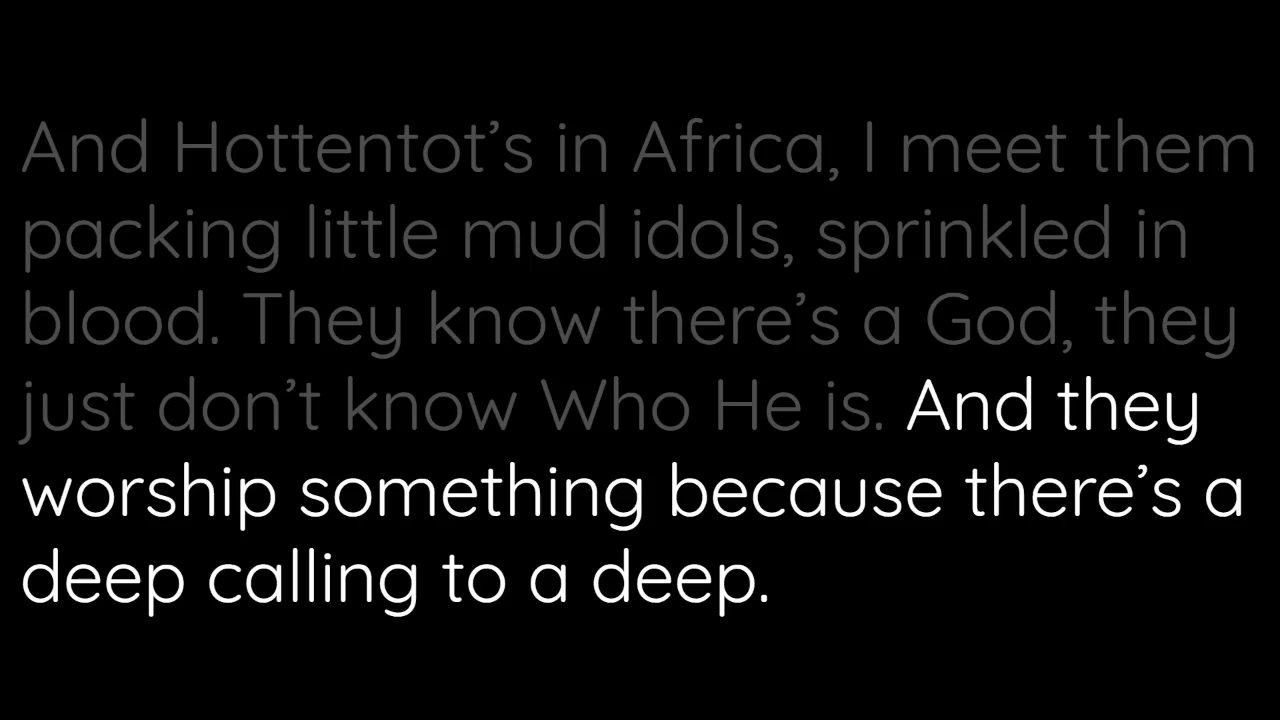 And Hottentot’s in Africa, I meet them
packing little mud idols, sprinkled in
blood. They know there’s a God, they
just don’t know Who He is. And they
worship something because there’s a
deep calling to a deep.